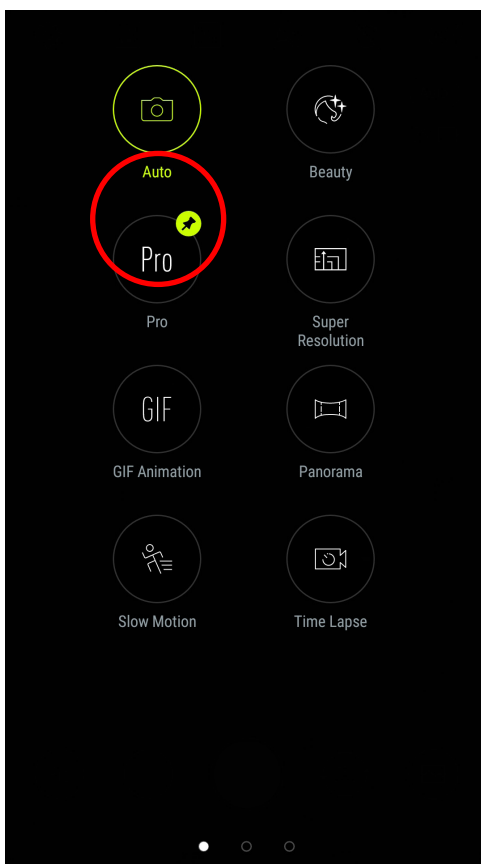 Auto
Beauty
Pro
Pro
Super
Resolution
GIF
GIF Animation
Panorama
Slow Motion
Time Lapse